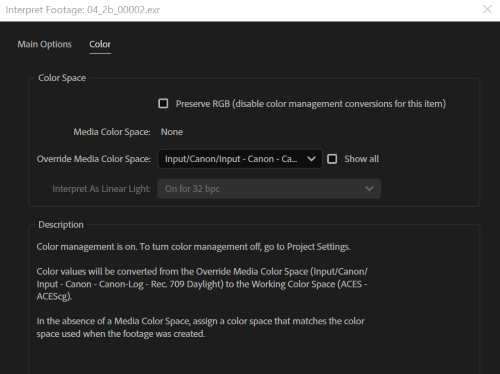 Interpret Footage: 04_2b_00002.exr
Main Options Color
Color Space
Preserve RGB (disable color management conversions for this item)
Media Color Space: None
Override Media Color Space: Input/Canon/Input - Canon - Ca... Show all
Interpret As Linear Light: On for 32 bpc
Description
Color management is on. To turn color management off, go to Project Settings.
Color values will be converted from the Override Media Color Space (Input/Canon/
Input - Canon - Canon-Log - Rec. 709 Daylight) to the Working Color Space (ACES -
ACEScg).
In the absence of a Media Color Space, assign a color space that matches the color
space used when the footage was created.